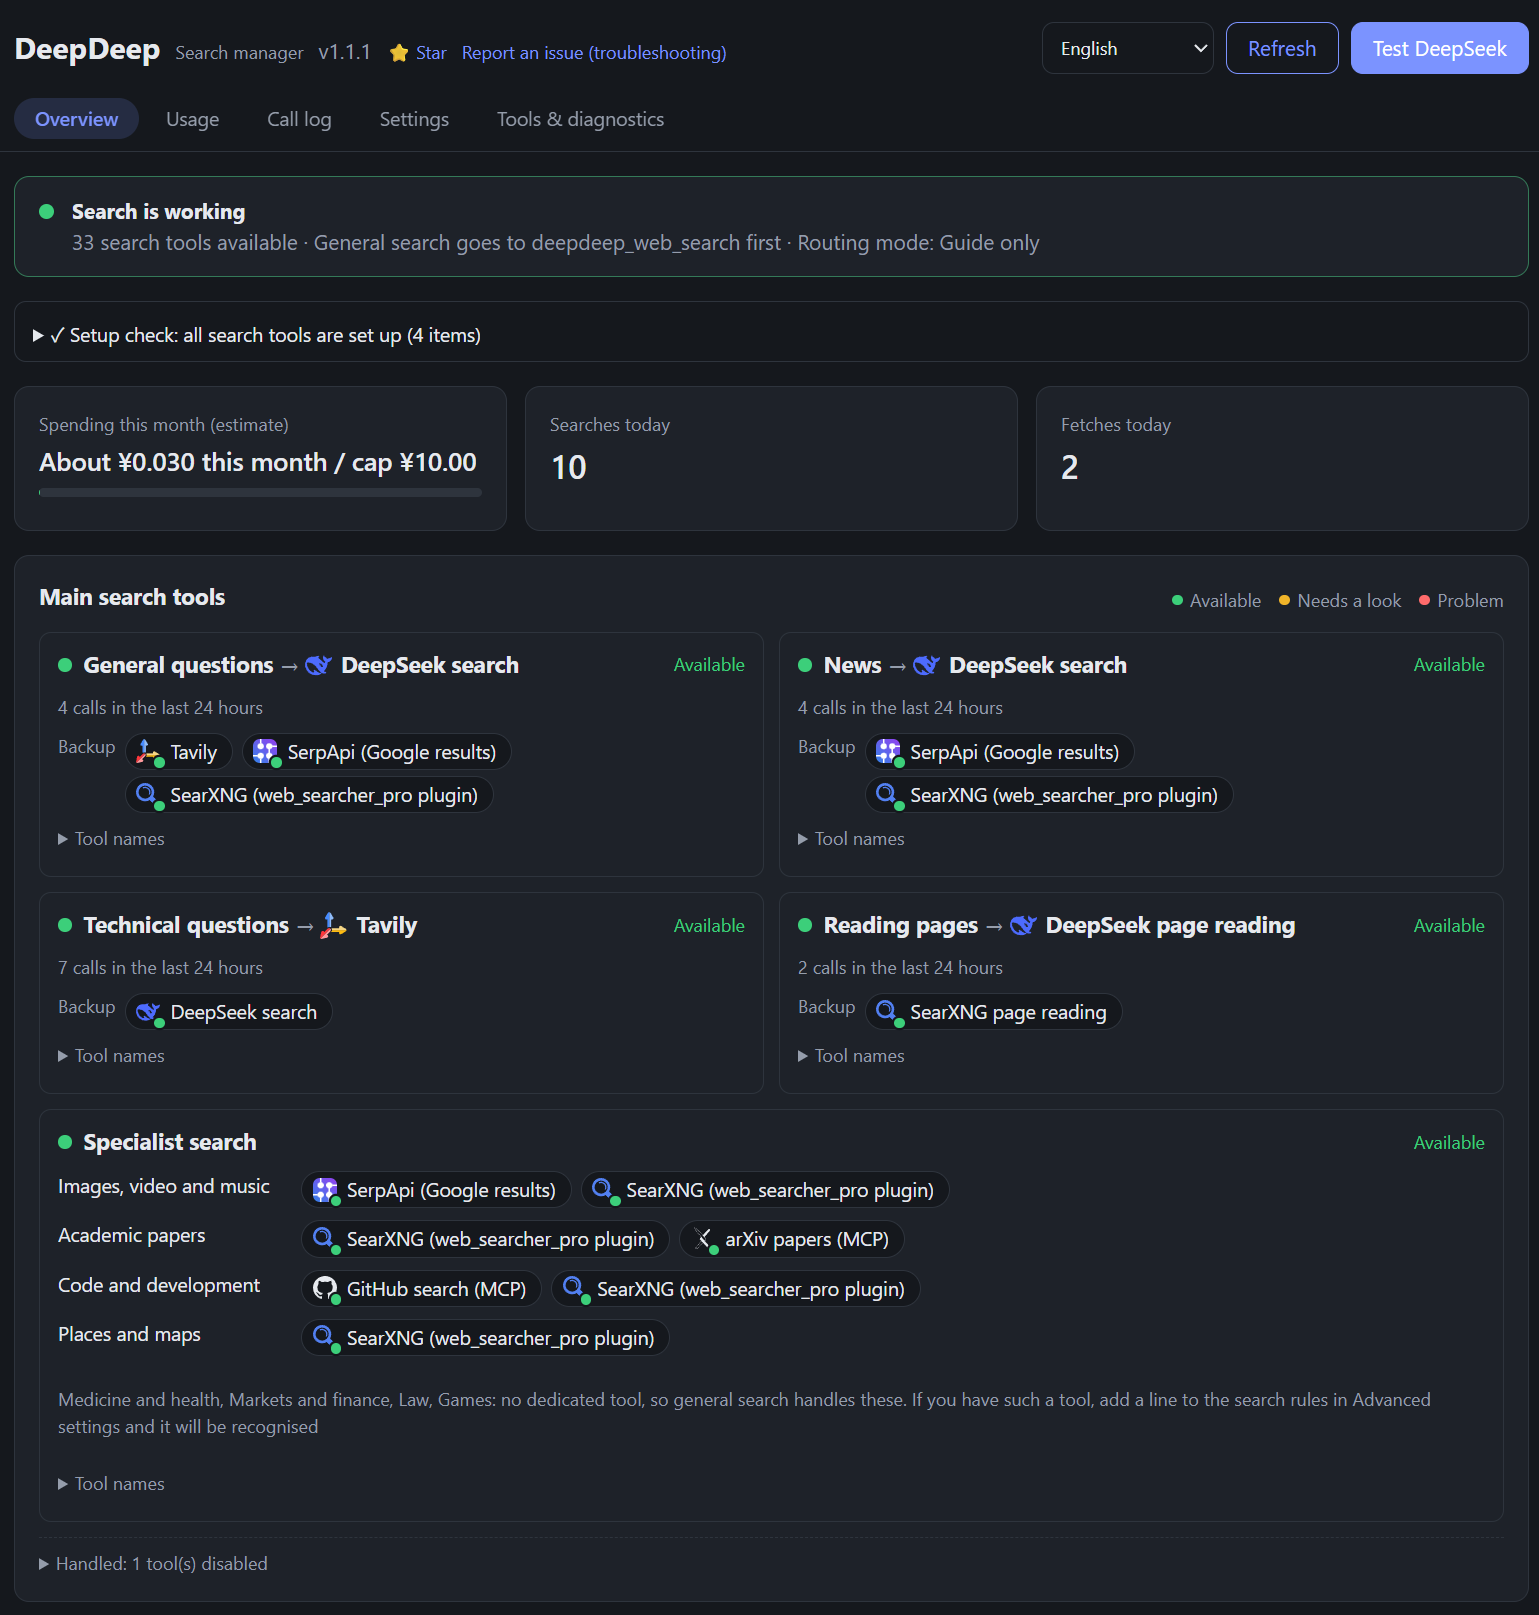 DeepDeep Search manager v1.1.1 Star Report an issue (troubleshooting) English Refresh Test DeepSeek
Overview Usage Call log Settings Tools & diagnostics
Search is working
33 search tools available · General search goes to deepdeep_web_search first · Routing mode: Guide only
▶ ✓ Setup check: all search tools are set up (4 items)
Spending this month (estimate)
About ¥0.030 this month / cap ¥10.00
Searches today
10
Fetches today
2
Main search tools
Available Needs a look Problem
General questions → DeepSeek search Available
4 calls in the last 24 hours
Backup Tavily SerpApi (Google results)
SearXNG (web_searcher_pro plugin)
▶ Tool names
News → DeepSeek search Available
4 calls in the last 24 hours
Backup SerpApi (Google results)
SearXNG (web_searcher_pro plugin)
▶ Tool names
Technical questions → Tavily Available
7 calls in the last 24 hours
Backup DeepSeek search
▶ Tool names
Reading pages → DeepSeek page reading Available
2 calls in the last 24 hours
Backup SearXNG page reading
▶ Tool names
Specialist search Available
Images, video and music SerpApi (Google results) SearXNG (web_searcher_pro plugin)
Academic papers SearXNG (web_searcher_pro plugin) arXiv papers (MCP)
Code and development GitHub search (MCP) SearXNG (web_searcher_pro plugin)
Places and maps SearXNG (web_searcher_pro plugin)
Medicine and health, Markets and finance, Law, Games: no dedicated tool, so general search handles these. If you have such a tool, add a line to the search rules in Advanced
settings and it will be recognised
▶ Tool names
▶ Handled: 1 tool(s) disabled